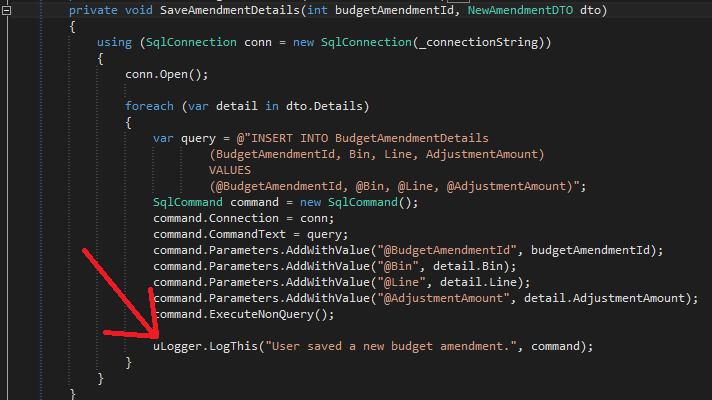 private void SaveAmendmentDetails(int budgetAmendmentId, NewAmendmentDTO dto)
{
using (SqlConnection conn = new SqlConnection(_connectionString))
{
conn.Open();
foreach (var detail in dto.Details)
{
var query = @"INSERT INTO BudgetAmendmentDetails
(BudgetAmendmentId, Bin, Line, AdjustmentAmount)
VALUES
(@BudgetAmendmentId, @Bin, @Line, @AdjustmentAmount)";
SqlCommand command = new SqlCommand();
command.Connection = conn;
command.CommandText = query;
command.Parameters.AddWithValue("@BudgetAmendmentId", budgetAmendmentId);
command.Parameters.AddWithValue("@Bin", detail.Bin);
command.Parameters.AddWithValue("@Line", detail.Line);
command.Parameters.AddWithValue("@AdjustmentAmount", detail.AdjustmentAmount);
command.ExecuteNonQuery();
uLogger.LogThis("User saved a new budget amendment.", command);
}
}
}